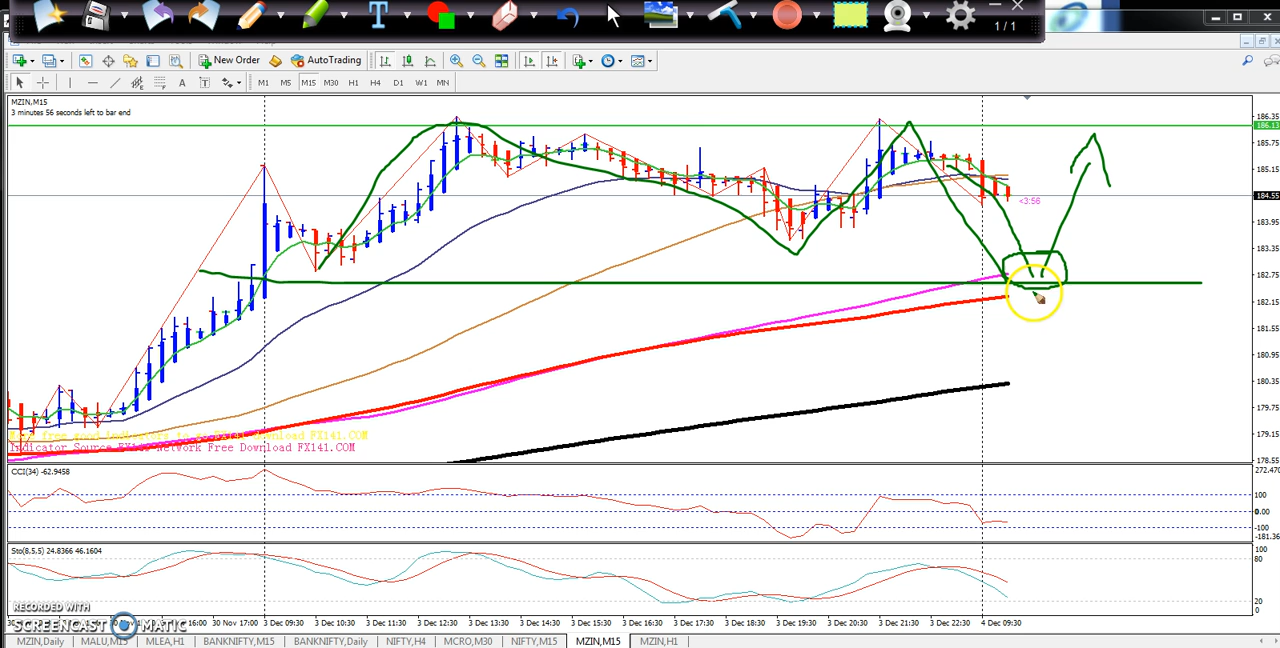 1 / 1
New Order
AutoTrading
A
T
M1 M5 M15 M30 H1 H4 D1 W1 MN
MZIN,M15
3 minutes 56 seconds left to bar end
186.35
186.13
185.75
185.15
184.55
<3:56
183.95
183.35
182.75
182.15
181.55
180.95
180.35
179.75
179.15
178.55
Download FX141.COM
Indicator Source FX141 Network Free Download FX141.COM
CCI(34) -62.9458
272.470
100
0.00
-100
-181.36
Sto(8,5,5) 24.8366 46.1604
100
80
20
0
RECORDED WITH
SCREENCAST MATIC
16:00 30 Nov 17:00 3 Dec 09:30 3 Dec 10:30 3 Dec 11:30 3 Dec 12:30 3 Dec 13:30 3 Dec 14:30 3 Dec 15:30 3 Dec 16:30 3 Dec 17:30 3 Dec 18:30 3 Dec 19:30 3 Dec 20:30 3 Dec 21:30 3 Dec 22:30 4 Dec 09:30
MZIN,Daily MALU,M15 MLEA,H1 BANKNIFTY,M15 BANKNIFTY,Daily NIFTY,H4 MCRO,M30 NIFTY,M15 MZIN,M15 MZIN,H1